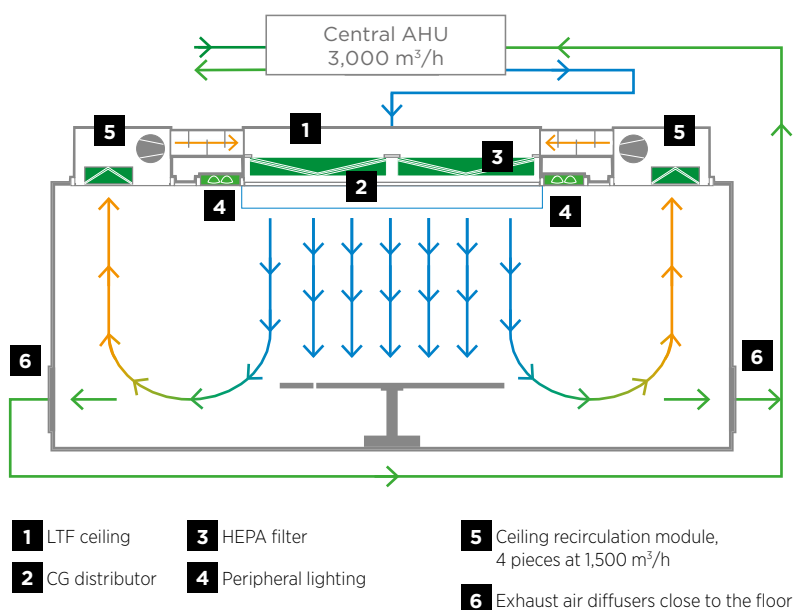 Central AHU
3,000 m³/h
5
1
5
3
2
4
4
6
6
1 LTF ceiling
2 CG distributor
3 HEPA filter
4 Peripheral lighting
5 Ceiling recirculation module,
4 pieces at 1,500 m³/h
6 Exhaust air diffusers close to the floor